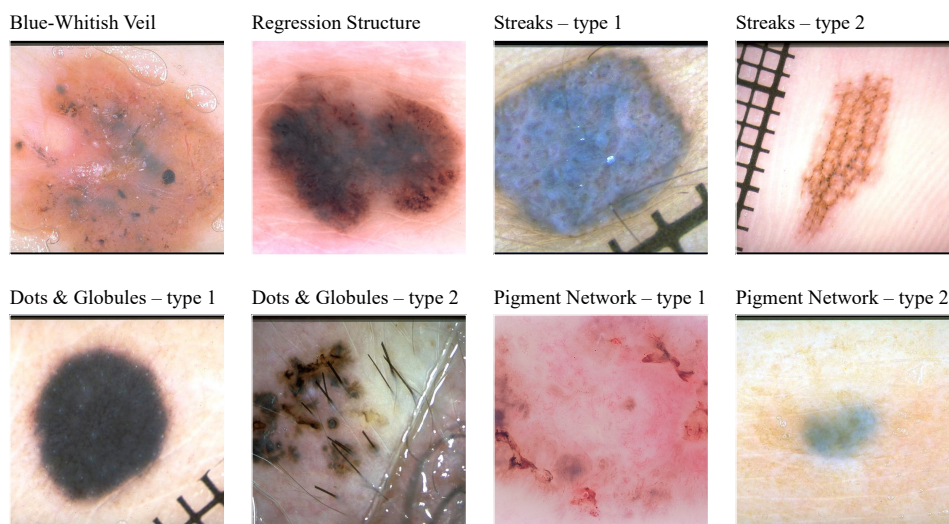 Blue-Whitish Veil
Regression Structure
Streaks – type 1
Streaks – type 2
Dots & Globules – type 1
Dots & Globules – type 2
Pigment Network – type 1
Pigment Network – type 2